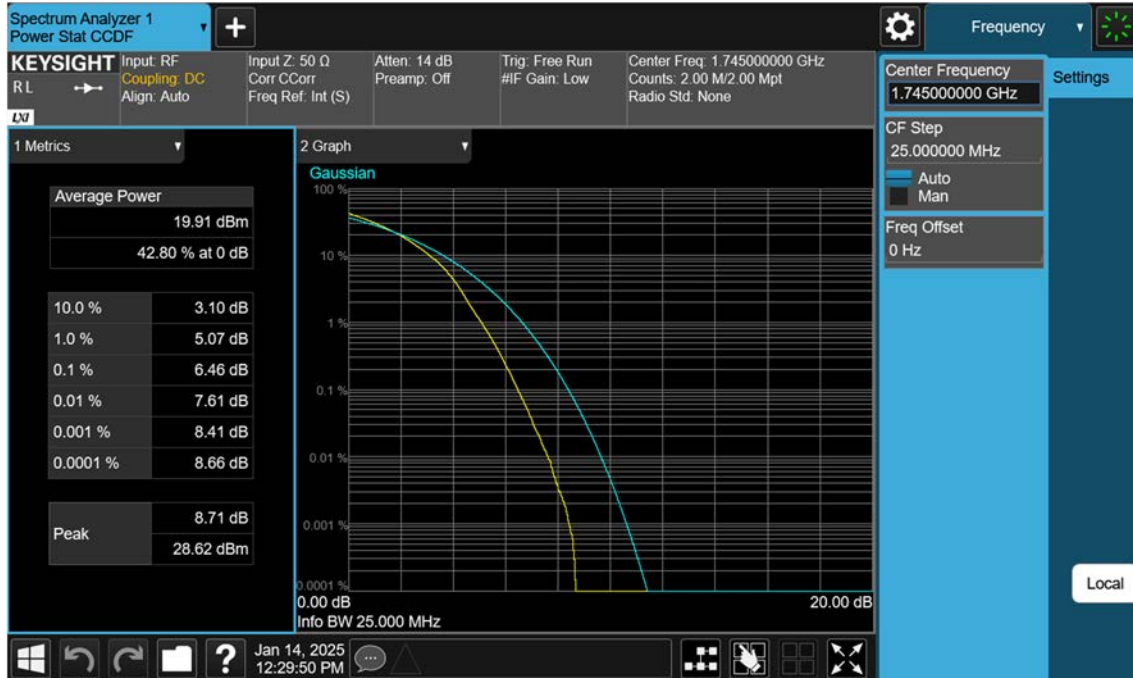 Spectrum Analyzer 1
Power Stat CCDF
Frequency
KEYSIGHT
R L
LXI
Input: RF
Coupling: DC
Align: Auto
Input Z: 50 Ω
Corr CCorr
Freq Ref: Int (S)
Atten: 14 dB
Preamp: Off
Trig: Free Run
#IF Gain: Low
Center Freq: 1.745000000 GHz
Counts: 2.00 M/2.00 Mpt
Radio Std: None
Center Frequency
1.745000000 GHz
Settings
CF Step
25.000000 MHz
Auto
Man
Freq Offset
0 Hz
Local
1 Metrics
Average Power
19.91 dBm
42.80 % at 0 dB
10.0 % 3.10 dB
1.0 % 5.07 dB
0.1 % 6.46 dB
0.01 % 7.61 dB
0.001 % 8.41 dB
0.0001 % 8.66 dB
Peak
8.71 dB
28.62 dBm
2 Graph
Gaussian
100 %
10 %
1 %
0.1 %
0.01 %
0.001 %
0.0001 %
0.00 dB 20.00 dB
Info BW 25.000 MHz
?
Jan 14, 2025
12:29:50 PM